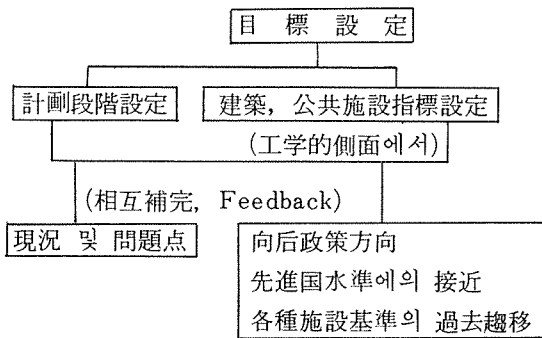 目 標 設 定
計劃段階設定
建築, 公共施設指標設定
(工学的側面에서)
(相互補完, Feedback)
現況 및 問題点
向后政策方向
先進国水準에의 接近
各種施設基準의 過去趨移